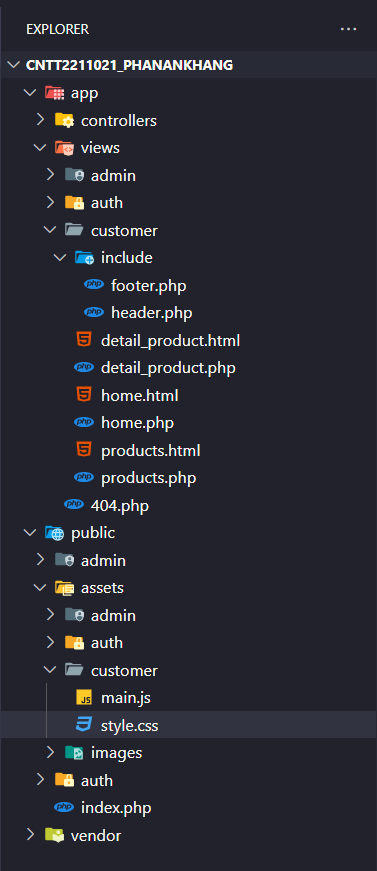 EXPLORER
CNTT2211021_PHANANKHANG
app
controllers
views
admin
auth
customer
include
footer.php
header.php
detail_product.html
detail_product.php
home.html
home.php
products.html
products.php
404.php
public
admin
assets
admin
auth
customer
main.js
style.css
images
auth
index.php
vendor